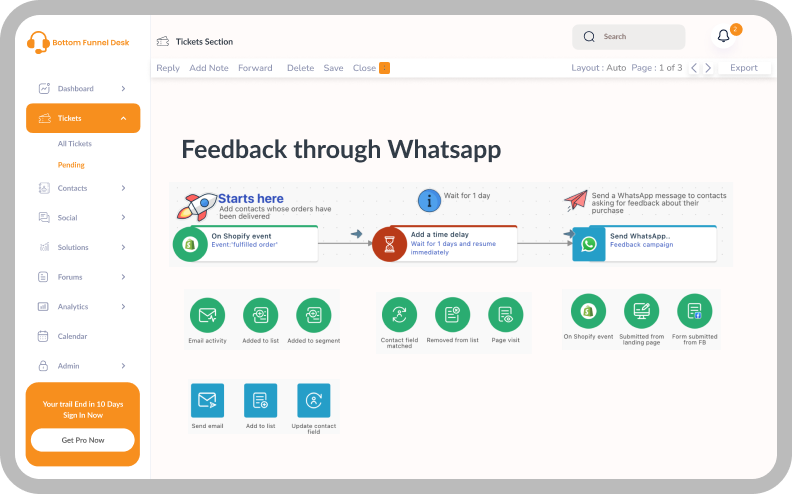 Bottom Funnel Desk
Tickets Section
Search
2
Reply Add Note Forward Delete Save Close
Layout : Auto Page : 1 of 3
Export
Dashboard
Tickets
All Tickets
Pending
Contacts
Social
Solutions
Forums
Analytics
Calendar
Admin
Your trail End in 10 Days
Sign In Now
Get Pro Now
Feedback through Whatsapp
Starts here
Add contacts whose orders have
been delivered
Wait for 1 day
Send a WhatsApp message to contacts
asking for feedback about their
purchase
On Shopify event
Event:"fulfilled order"
Add a time delay
Wait for 1 days and resume
immediately
Send WhatsApp..
Feedback campaign
Email activity
Added to list
Added to segment
Contact field
matched
Removed from list
Page visit
On Shopify event
Submitted from
landing page
Form submitted
from FB
Send email
Add to list
Update contact
field